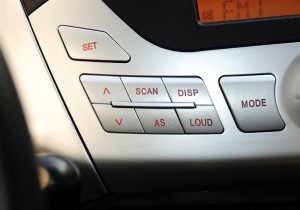 FM1
SET
SCAN DISP
AS LOUD
MODE